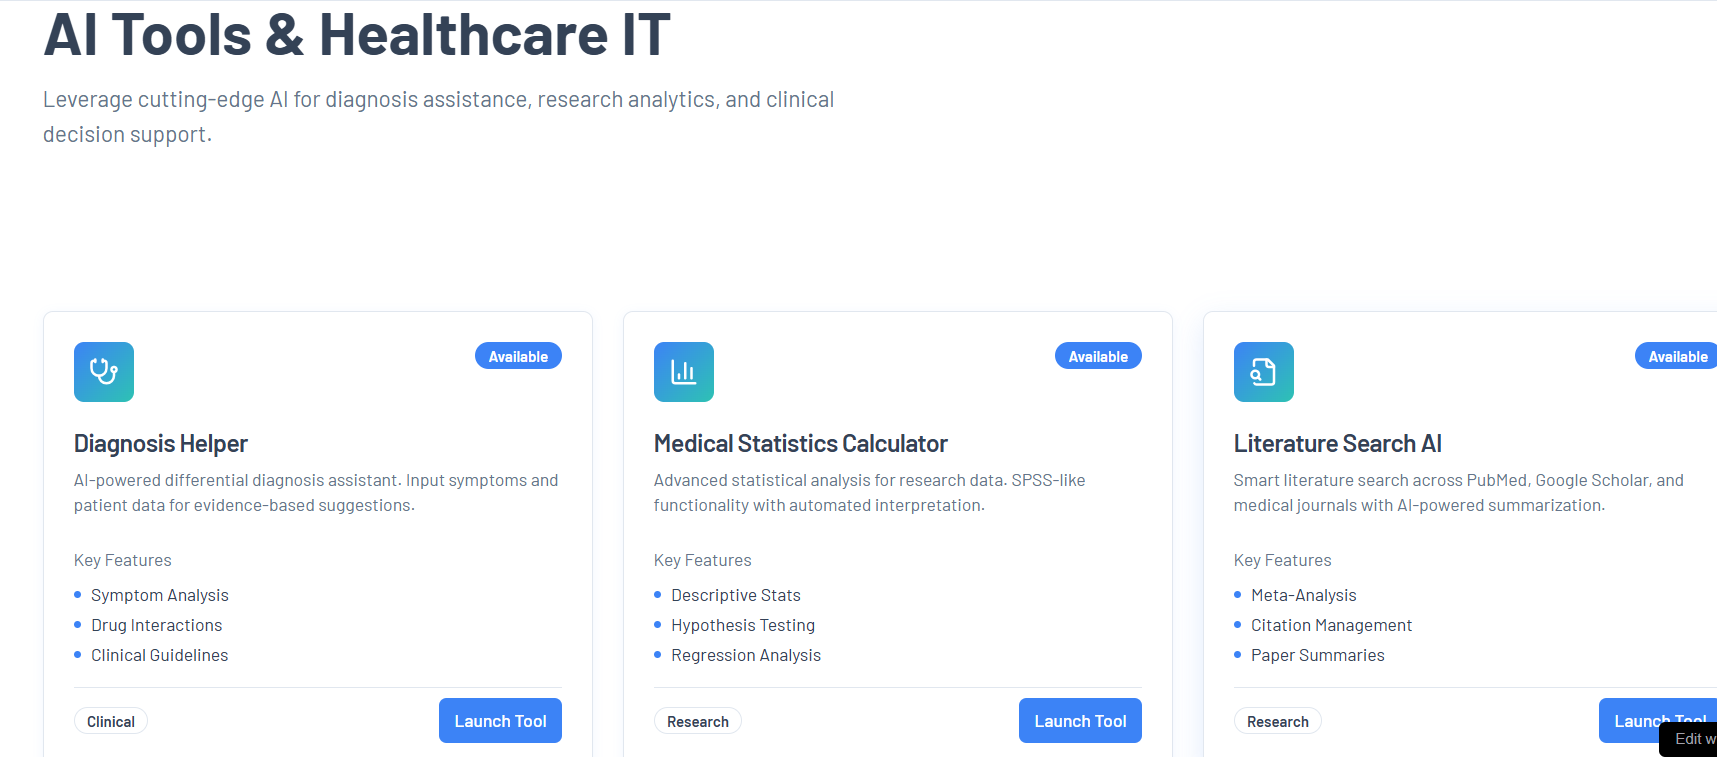 AI Tools & Healthcare IT
Leverage cutting-edge AI for diagnosis assistance, research analytics, and clinical
decision support.
Available
Diagnosis Helper
AI-powered differential diagnosis assistant. Input symptoms and
patient data for evidence-based suggestions.
Key Features
Symptom Analysis
Drug Interactions
Clinical Guidelines
Clinical
Launch Tool
Available
Medical Statistics Calculator
Advanced statistical analysis for research data. SPSS-like
functionality with automated interpretation.
Key Features
Descriptive Stats
Hypothesis Testing
Regression Analysis
Research
Launch Tool
Available
Literature Search AI
Smart literature search across PubMed, Google Scholar, and
medical journals with AI-powered summarization.
Key Features
Meta-Analysis
Citation Management
Paper Summaries
Research
Launch Tool
Edit